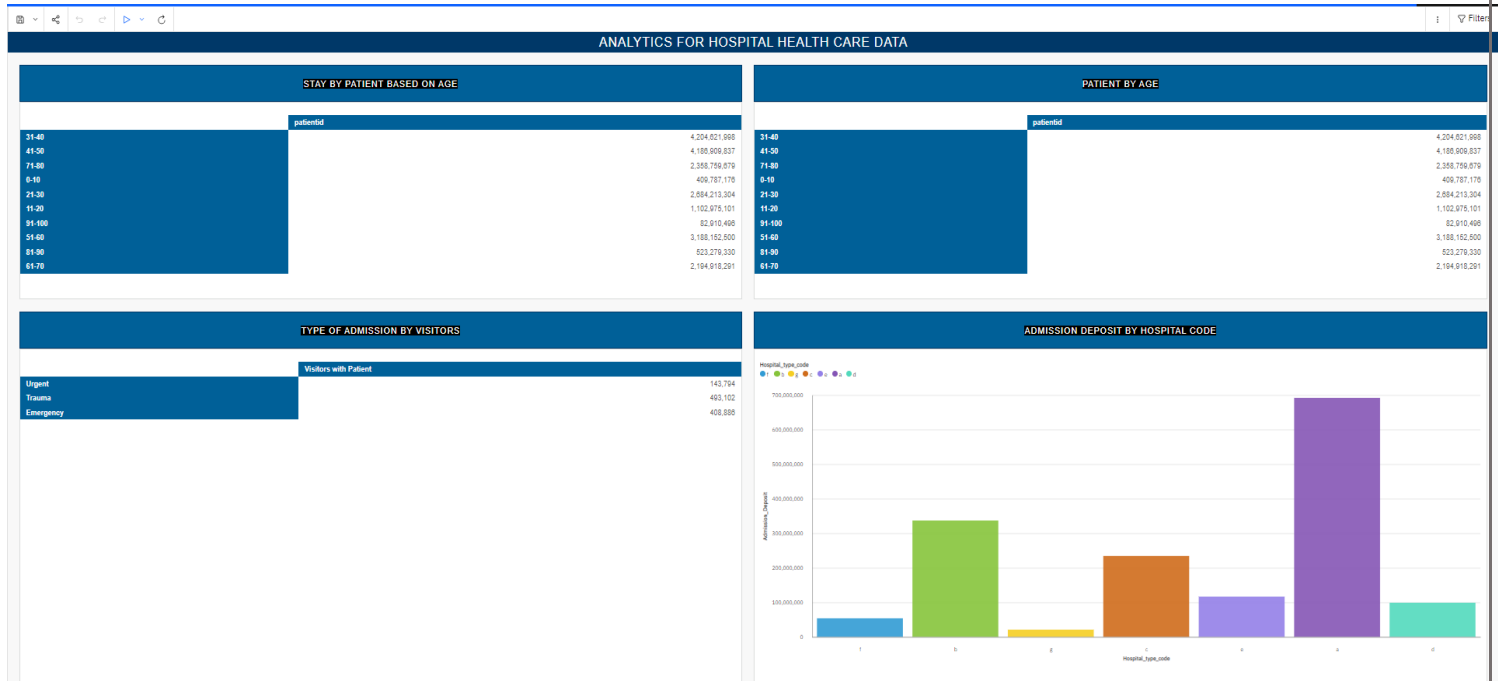 Filters
ANALYTICS FOR HOSPITAL HEALTH CARE DATA
STAY BY PATIENT BASED ON AGE
patientid
31-40 4,204,621,998
41-50 4,186,909,837
71-80 2,358,759,679
0-10 409,787,176
21-30 2,684,213,304
11-20 1,102,975,101
91-100 82,910,496
51-60 3,188,152,500
81-90 523,279,330
61-70 2,194,918,291
PATIENT BY AGE
patientid
31-40 4,204,621,998
41-50 4,186,909,837
71-80 2,358,759,679
0-10 409,787,176
21-30 2,684,213,304
11-20 1,102,975,101
91-100 82,910,496
51-60 3,188,152,500
81-90 523,279,330
61-70 2,194,918,291
TYPE OF ADMISSION BY VISITORS
Visitors with Patient
Urgent 143,794
Trauma 493,102
Emergency 408,886
ADMISSION DEPOSIT BY HOSPITAL CODE
Hospital_type_code
f b g c e a d
Admission_Deposit
700,000,000
600,000,000
500,000,000
400,000,000
300,000,000
200,000,000
100,000,000
0
f b g c e a d
Hospital_type_code